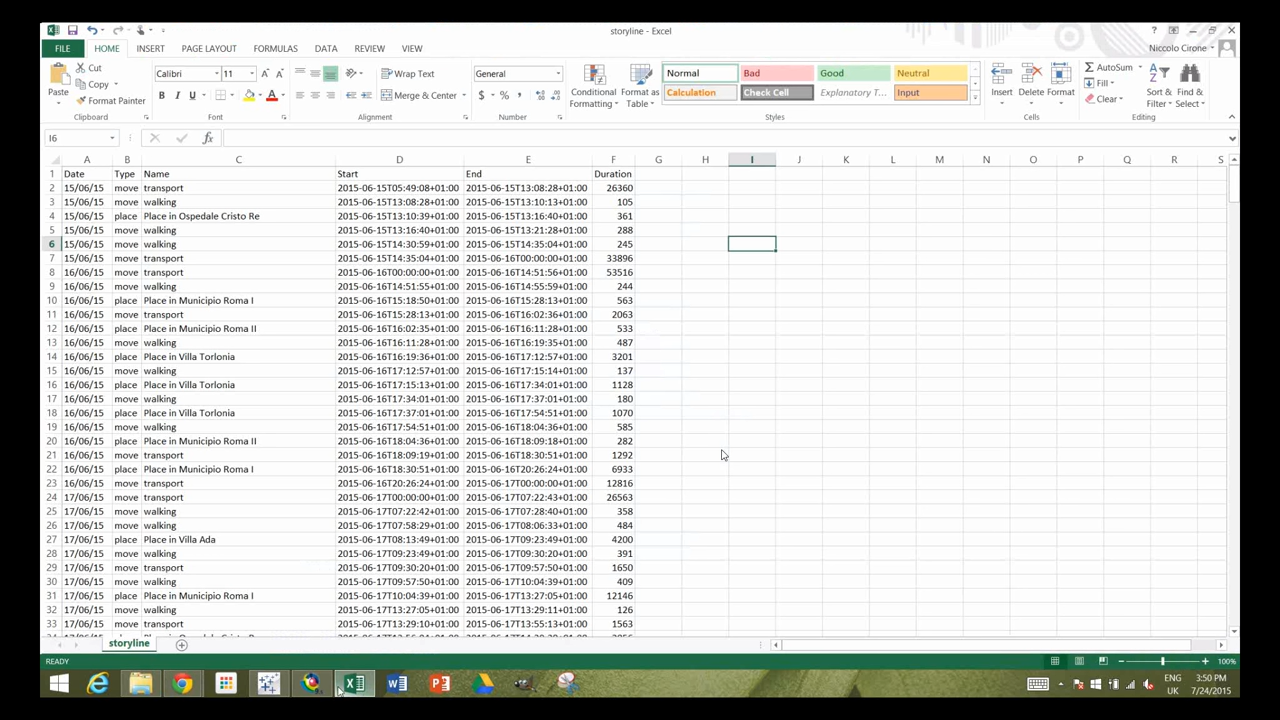 storyline - Excel
FILE HOME INSERT PAGE LAYOUT FORMULAS DATA REVIEW VIEW Niccolo Cirone
Cut
Copy
Format Painter
Paste
Clipboard
Calibri 11
B I U
Font
Wrap Text
Merge & Center
Alignment
General
$ % ,
Number
Conditional Formatting
Format as Table
Normal Bad Good Neutral
Calculation Check Cell Explanatory T... Input
Styles
Insert Delete Format
Cells
AutoSum
Fill
Clear
Sort & Filter
Find & Select
Editing
I6
fx
A B C D E F G H I J K L M N O P Q R S
1 Date Type Name Start End Duration
2 15/06/15 move transport 2015-06-15T05:49:08+01:00 2015-06-15T13:08:28+01:00 26360
3 15/06/15 move walking 2015-06-15T13:08:28+01:00 2015-06-15T13:10:13+01:00 105
4 15/06/15 place Place in Ospedale Cristo Re 2015-06-15T13:10:39+01:00 2015-06-15T13:16:40+01:00 361
5 15/06/15 move walking 2015-06-15T13:16:40+01:00 2015-06-15T13:21:28+01:00 288
6 15/06/15 move walking 2015-06-15T14:30:59+01:00 2015-06-15T14:35:04+01:00 245
7 15/06/15 move transport 2015-06-15T14:35:04+01:00 2015-06-16T00:00:00+01:00 33896
8 16/06/15 move transport 2015-06-16T00:00:00+01:00 2015-06-16T14:51:56+01:00 53516
9 16/06/15 move walking 2015-06-16T14:51:55+01:00 2015-06-16T14:55:59+01:00 244
10 16/06/15 place Place in Municipio Roma I 2015-06-16T15:18:50+01:00 2015-06-16T15:28:13+01:00 563
11 16/06/15 move transport 2015-06-16T15:28:13+01:00 2015-06-16T16:02:36+01:00 2063
12 16/06/15 place Place in Municipio Roma II 2015-06-16T16:02:35+01:00 2015-06-16T16:11:28+01:00 533
13 16/06/15 move walking 2015-06-16T16:11:28+01:00 2015-06-16T16:19:35+01:00 487
14 16/06/15 place Place in Villa Torlonia 2015-06-16T16:19:36+01:00 2015-06-16T17:12:57+01:00 3201
15 16/06/15 move walking 2015-06-16T17:12:57+01:00 2015-06-16T17:15:14+01:00 137
16 16/06/15 place Place in Villa Torlonia 2015-06-16T17:15:13+01:00 2015-06-16T17:34:01+01:00 1128
17 16/06/15 move walking 2015-06-16T17:34:01+01:00 2015-06-16T17:37:01+01:00 180
18 16/06/15 place Place in Villa Torlonia 2015-06-16T17:37:01+01:00 2015-06-16T17:54:51+01:00 1070
19 16/06/15 move walking 2015-06-16T17:54:51+01:00 2015-06-16T18:04:36+01:00 585
20 16/06/15 place Place in Municipio Roma II 2015-06-16T18:04:36+01:00 2015-06-16T18:09:18+01:00 282
21 16/06/15 move transport 2015-06-16T18:09:19+01:00 2015-06-16T18:30:51+01:00 1292
22 16/06/15 place Place in Municipio Roma I 2015-06-16T18:30:51+01:00 2015-06-16T20:26:24+01:00 6933
23 16/06/15 move transport 2015-06-16T20:26:24+01:00 2015-06-17T00:00:00+01:00 12816
24 17/06/15 move transport 2015-06-17T00:00:00+01:00 2015-06-17T07:22:43+01:00 26563
25 17/06/15 move walking 2015-06-17T07:22:42+01:00 2015-06-17T07:28:40+01:00 358
26 17/06/15 move walking 2015-06-17T07:58:29+01:00 2015-06-17T08:06:33+01:00 484
27 17/06/15 place Place in Villa Ada 2015-06-17T08:13:49+01:00 2015-06-17T09:23:49+01:00 4200
28 17/06/15 move walking 2015-06-17T09:23:49+01:00 2015-06-17T09:30:20+01:00 391
29 17/06/15 move transport 2015-06-17T09:30:20+01:00 2015-06-17T09:57:50+01:00 1650
30 17/06/15 move walking 2015-06-17T09:57:50+01:00 2015-06-17T10:04:39+01:00 409
31 17/06/15 place Place in Municipio Roma I 2015-06-17T10:04:39+01:00 2015-06-17T13:27:05+01:00 12146
32 17/06/15 move walking 2015-06-17T13:27:05+01:00 2015-06-17T13:29:11+01:00 126
33 17/06/15 move transport 2015-06-17T13:29:10+01:00 2015-06-17T13:55:13+01:00 1563
storyline
READY 100%
ENG 3:50 PM
UK 7/24/2015